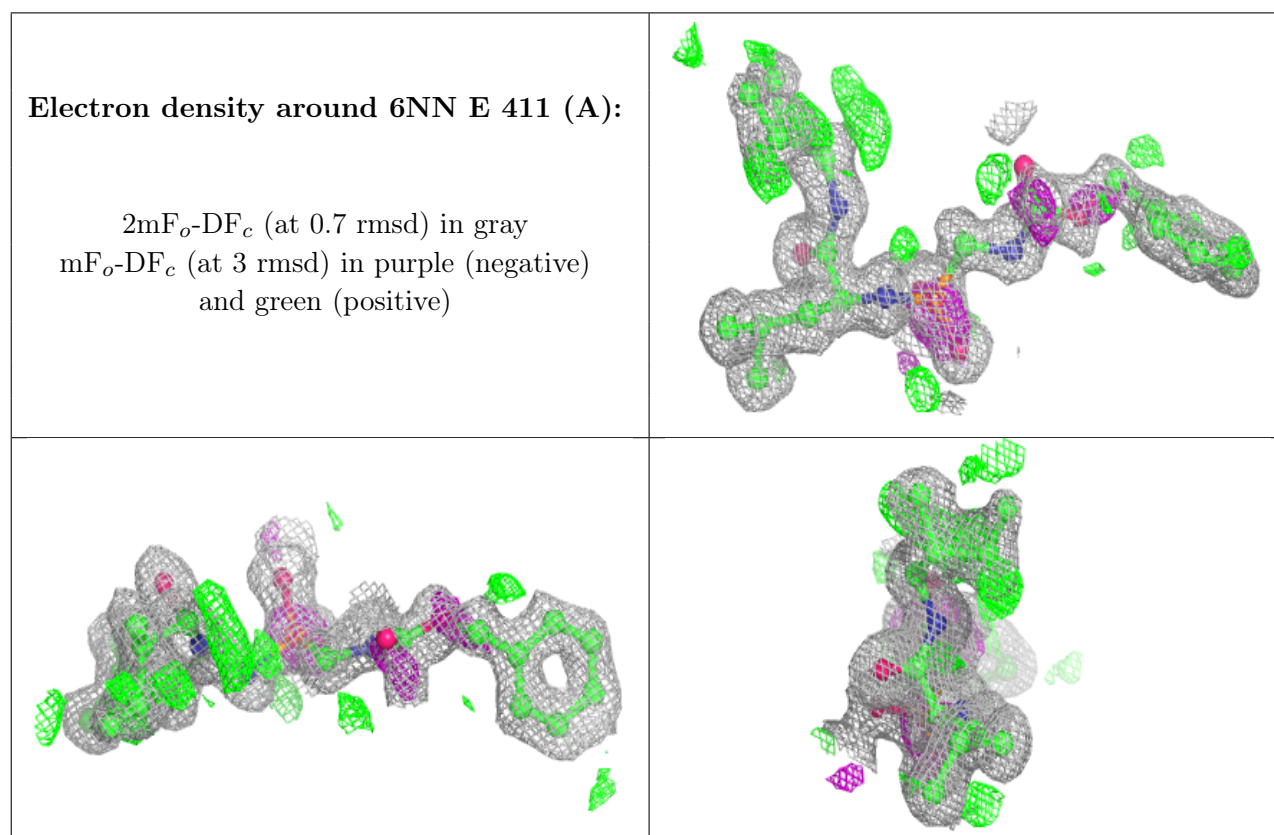 Electron density around 6NN E 411 (A):
2mFₒ-DF𝑐 (at 0.7 rmsd) in gray
mFₒ-DF𝑐 (at 3 rmsd) in purple (negative)
and green (positive)